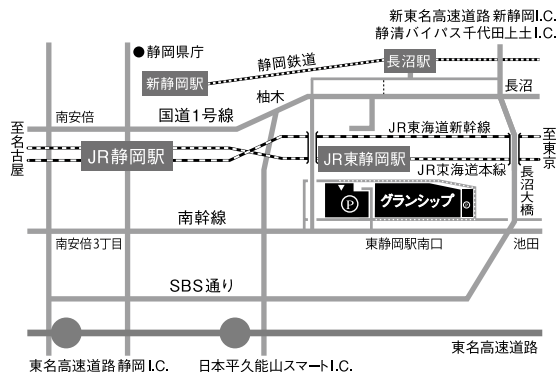 新東名高速道路 新静岡I.C.
静清バイパス千代田上土I.C.
●静岡県庁
静岡鉄道
長沼駅
新静岡駅
柚木
長沼
南安倍
国道1号線
至名古屋
JR東海道新幹線
至東京
JR静岡駅
JR東静岡駅
JR東海道本線
長沼大橋
P
グランシップ
南幹線
南安倍3丁目
東静岡駅南口
池田
SBS通り
東名高速道路
東名高速道路 静岡I.C.
日本平久能山スマートI.C.